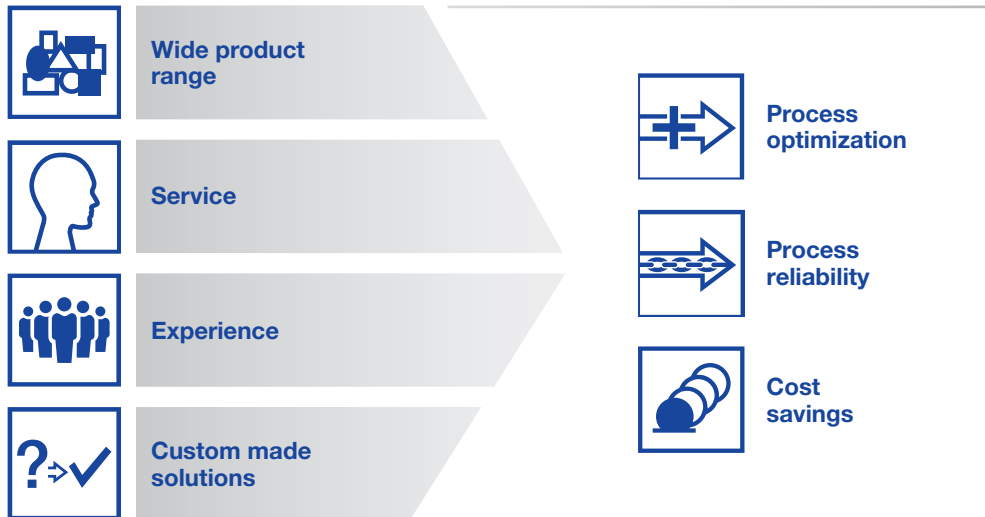 Wide product
range
Service
Experience
Custom made
solutions
Process
optimization
Process
reliability
Cost
savings